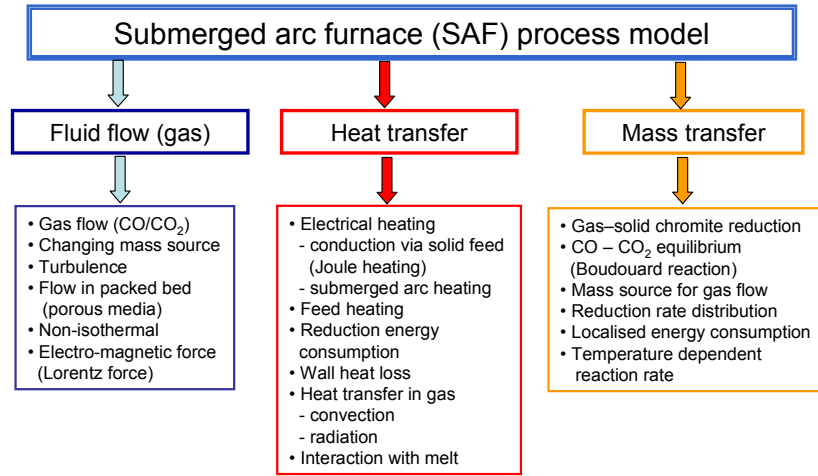 Submerged arc furnace (SAF) process model
Fluid flow (gas)
Heat transfer
Mass transfer
• Gas flow (CO/CO₂)
• Changing mass source
• Turbulence
• Flow in packed bed
(porous media)
• Non-isothermal
• Electro-magnetic force
(Lorentz force)
• Electrical heating
- conduction via solid feed
(Joule heating)
- submerged arc heating
• Feed heating
• Reduction energy
consumption
• Wall heat loss
• Heat transfer in gas
- convection
- radiation
• Interaction with melt
• Gas–solid chromite reduction
• CO – CO₂ equilibrium
(Boudouard reaction)
• Mass source for gas flow
• Reduction rate distribution
• Localised energy consumption
• Temperature dependent
reaction rate